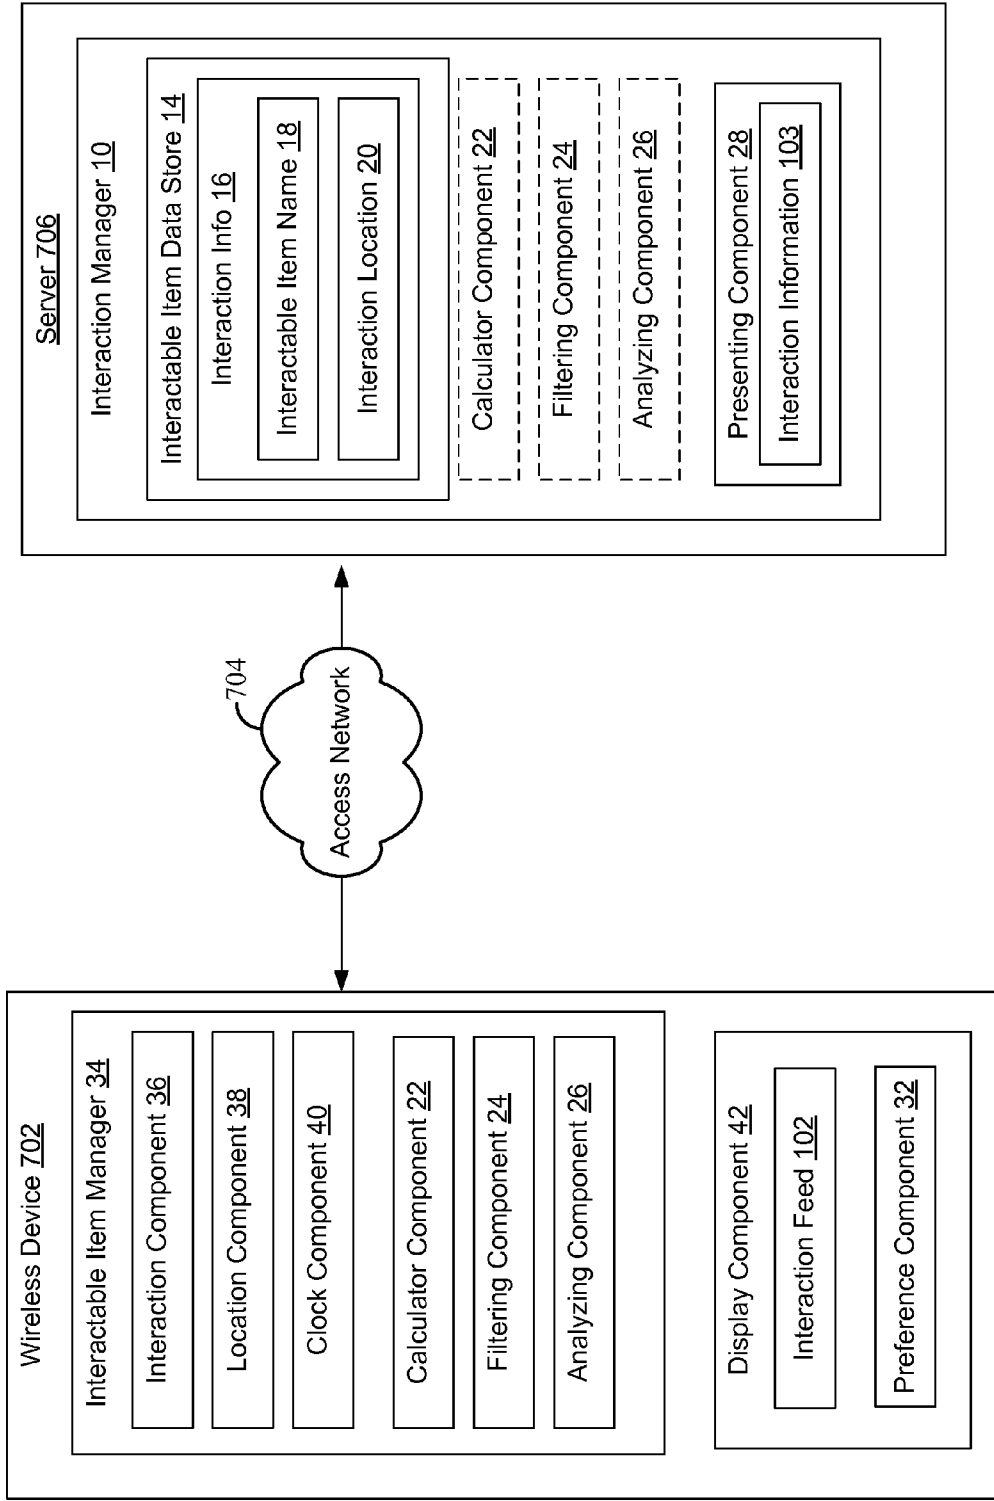 Wireless Device 702
Interactable Item Manager 34
Interaction Component 36
Location Component 38
Clock Component 40
Calculator Component 22
Filtering Component 24
Analyzing Component 26
Display Component 42
Interaction Feed 102
Preference Component 32
704
Access Network
Server 706
Interaction Manager 10
Interactable Item Data Store 14
Interaction Info 16
Interactable Item Name 18
Interaction Location 20
Calculator Component 22
Filtering Component 24
Analyzing Component 26
Presenting Component 28
Interaction Information 103